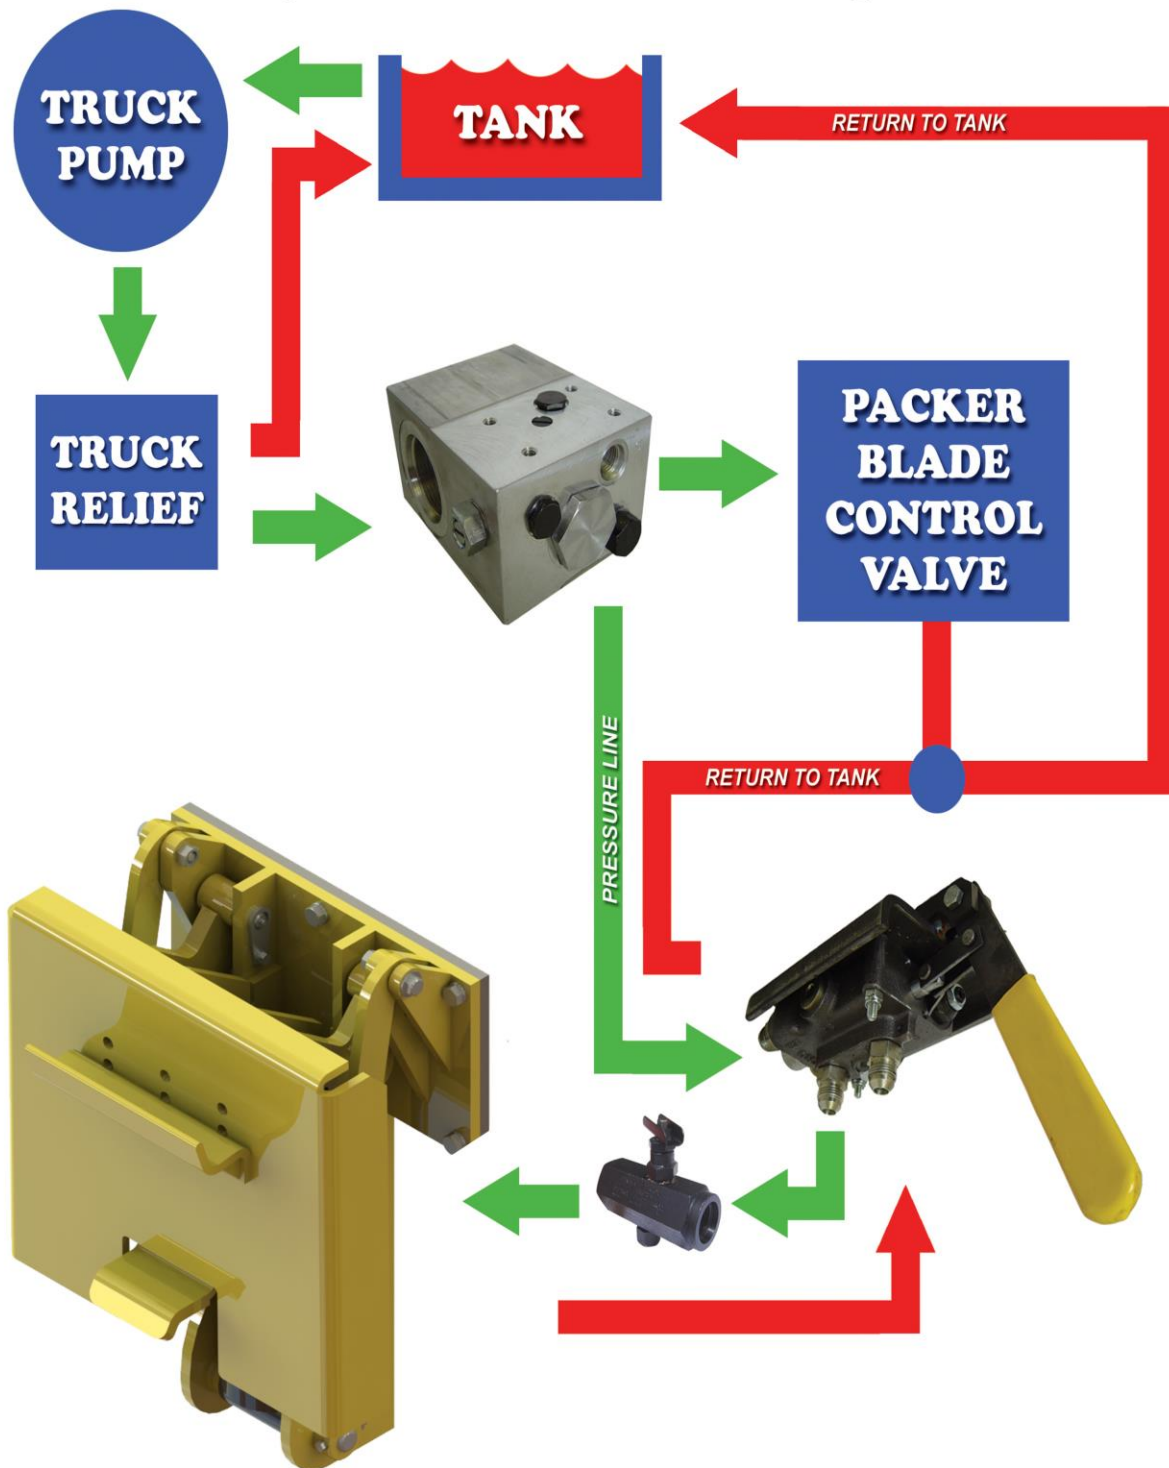 TRUCK
PUMP
TANK
RETURN TO TANK
TRUCK
RELIEF
PACKER
BLADE
CONTROL
VALVE
PRESSURE LINE
RETURN TO TANK